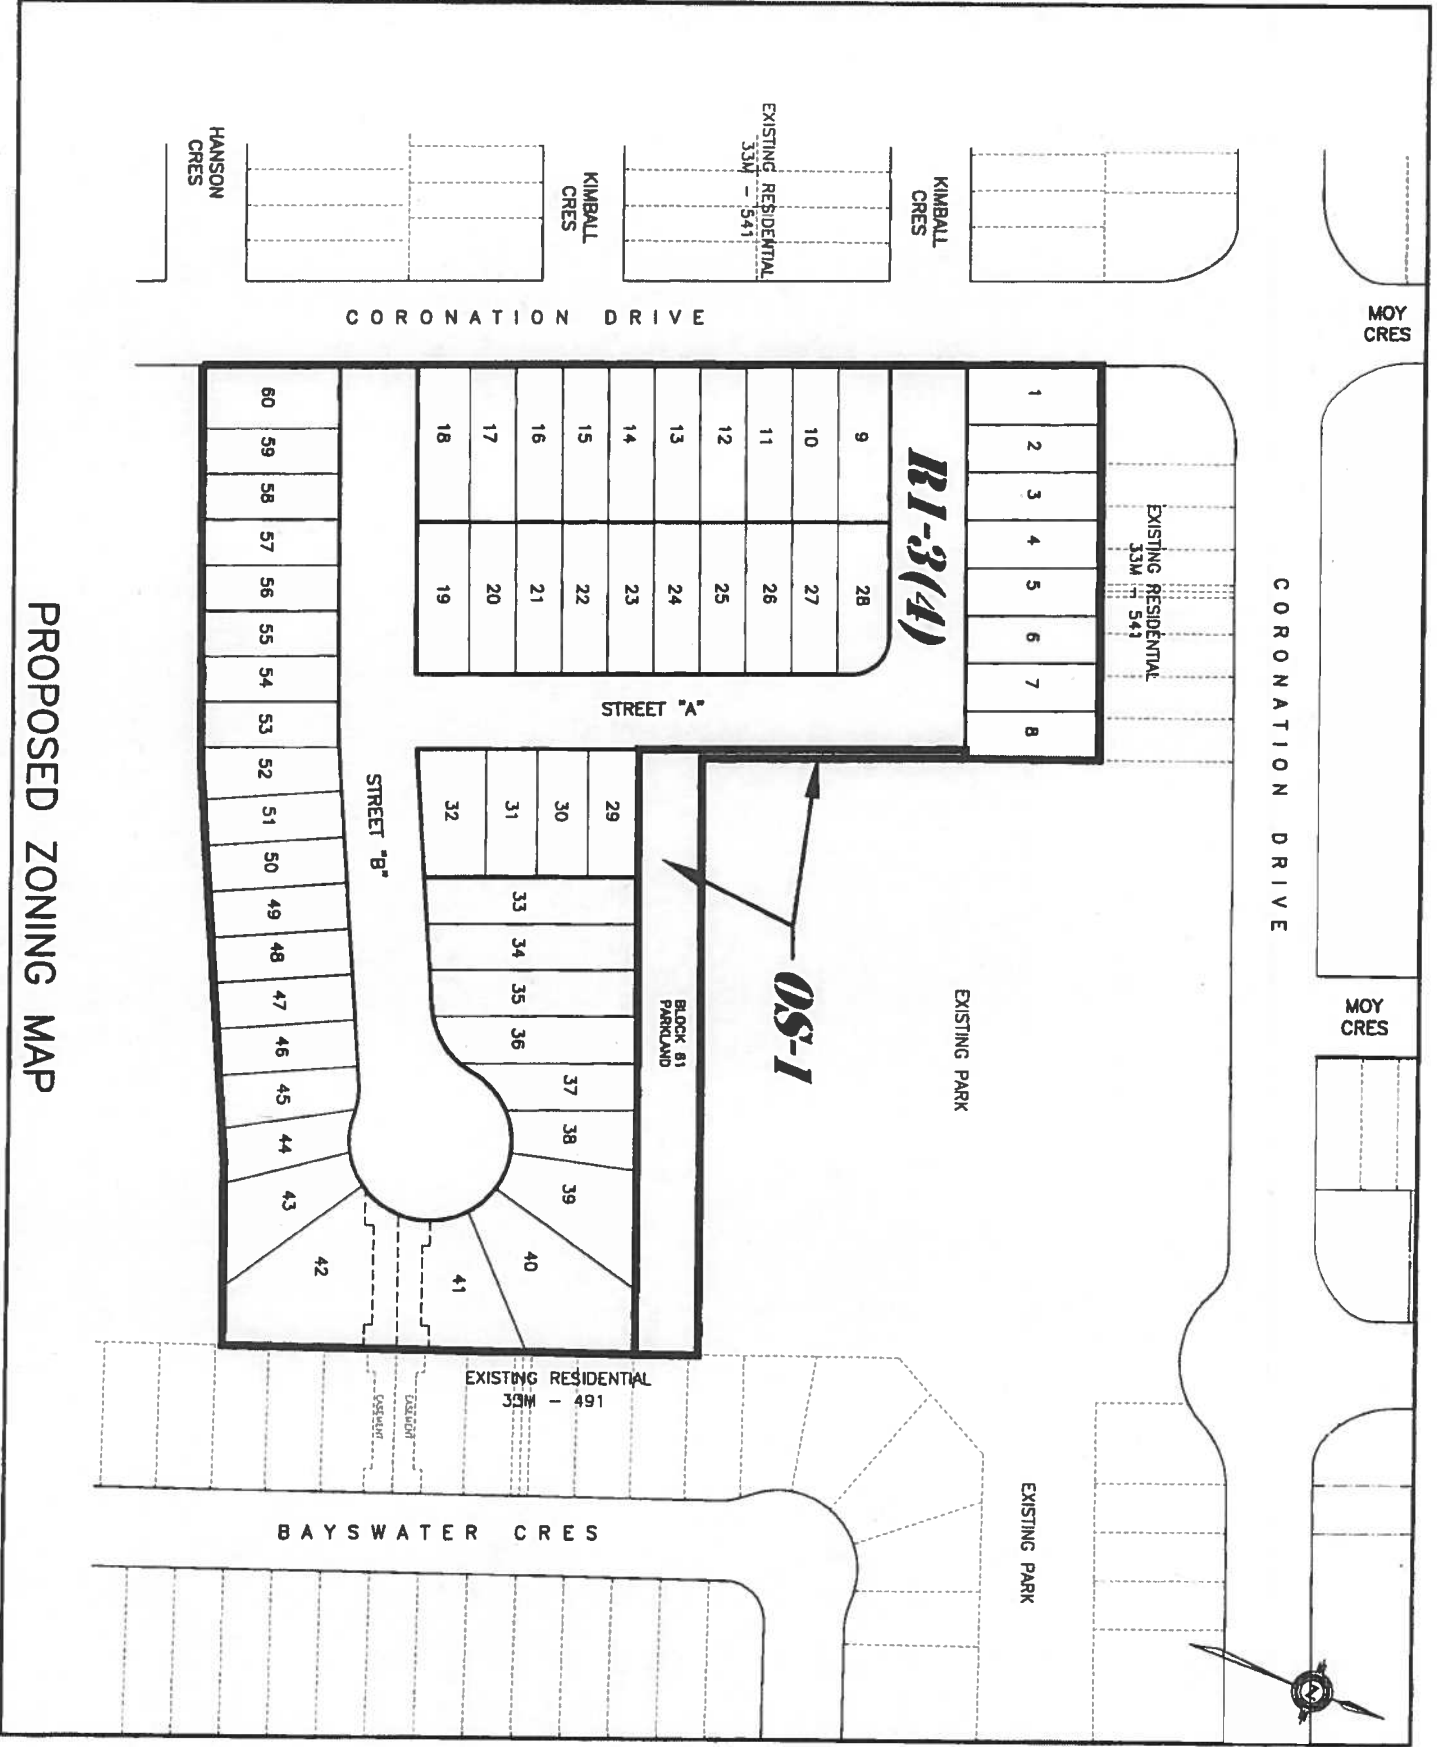 MOY
CRES
MOY
CRES
CORONATION DRIVE
EXISTING RESIDENTIAL
33M - 541
EXISTING PARK
EXISTING PARK
KIMBALL
CRES
EXISTING RESIDENTIAL
33M - 541
KIMBALL
CRES
HANSON
CRES
CORONATION DRIVE
1
2
3
4
5
6
7
8
R1-3(4)
OS-1
9
10
11
12
13
14
15
16
17
18
28
27
26
25
24
23
22
21
20
19
STREET "A"
BLOCK 61
PARKLAND
29
30
31
32
33
34
35
36
37
38
39
40
41
42
43
44
45
46
47
48
49
50
51
52
53
54
55
56
57
58
59
60
STREET "B"
EXISTING RESIDENTIAL
33M - 491
EASEMENT
EASEMENT
BAYSWATER CRES
N
PROPOSED ZONING MAP